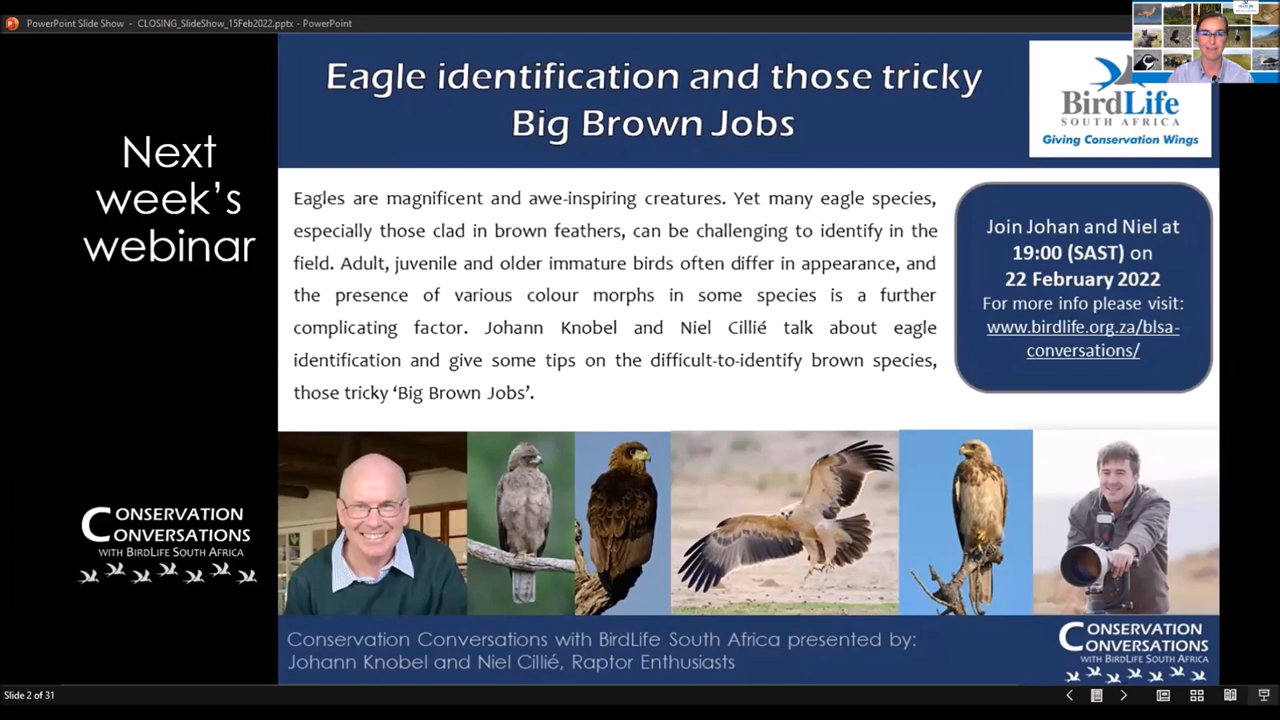 PowerPoint Slide Show - CLOSING_SlideShow_15Feb2022.pptx - PowerPoint
Next
week's
webinar
Eagle identification and those tricky
Big Brown Jobs
BirdLife
SOUTH AFRICA
Giving Conservation Wings
Eagles are magnificent and awe-inspiring creatures. Yet many eagle species,
especially those clad in brown feathers, can be challenging to identify in the
field. Adult, juvenile and older immature birds often differ in appearance, and
the presence of various colour morphs in some species is a further
complicating factor. Johann Knobel and Niel Cillié talk about eagle
identification and give some tips on the difficult-to-identify brown species,
those tricky ‘Big Brown Jobs’.
Join Johan and Niel at
19:00 (SAST) on
22 February 2022
For more info please visit:
www.birdlife.org.za/blsa-
conversations/
CONSERVATION
CONVERSATIONS
WITH BIRDLIFE SOUTH AFRICA
Conservation Conversations with BirdLife South Africa presented by:
Johann Knobel and Niel Cillié, Raptor Enthusiasts
CONSERVATION
CONVERSATIONS
WITH BIRDLIFE SOUTH AFRICA
Slide 2 of 31